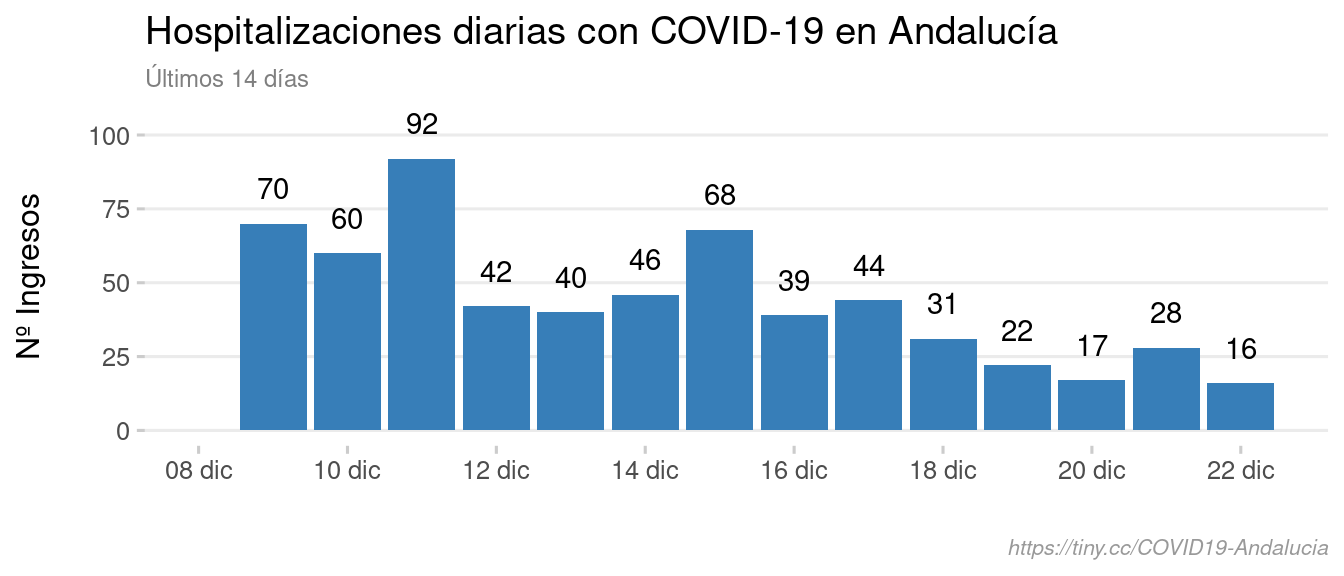 Hospitalizaciones diarias con COVID-19 en Andalucía
Últimos 14 días
Nº Ingresos
100
75
50
25
0
70
60
92
42
40
46
68
39
44
31
22
17
28
16
08 dic
10 dic
12 dic
14 dic
16 dic
18 dic
20 dic
22 dic
https://tiny.cc/COVID19-Andalucia